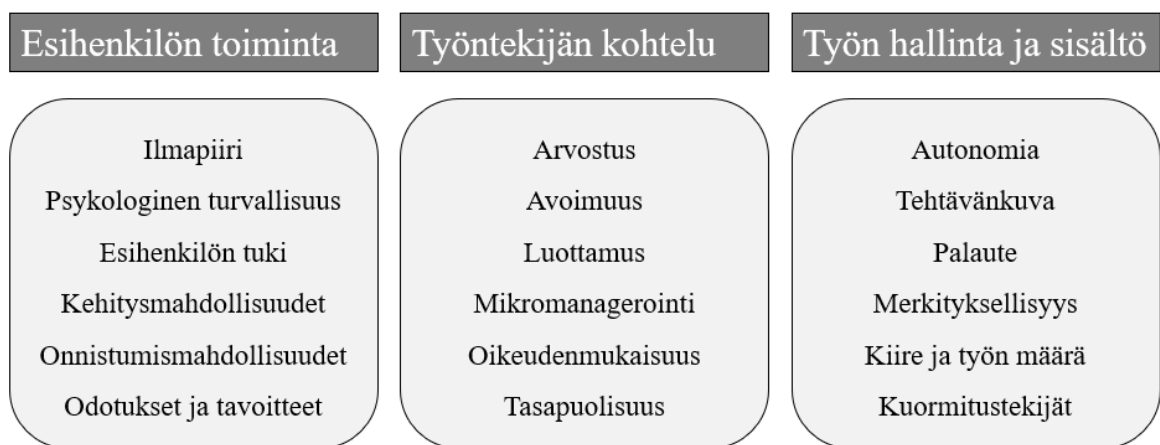 Esihenkilön toiminta
Työntekijän kohtelu
Työn hallinta ja sisältö
Ilmapiiri
Psykologinen turvallisuus
Esihenkilön tuki
Kehitysmahdollisuudet
Onnistumismahdollisuudet
Odotukset ja tavoitteet
Arvostus
Avoimuus
Luottamus
Mikromanagerointi
Oikeudenmukaisuus
Tasapuolisuus
Autonomia
Tehtävänkuva
Palaute
Merkityksellisyys
Kiire ja työn määrä
Kuormitustekijät